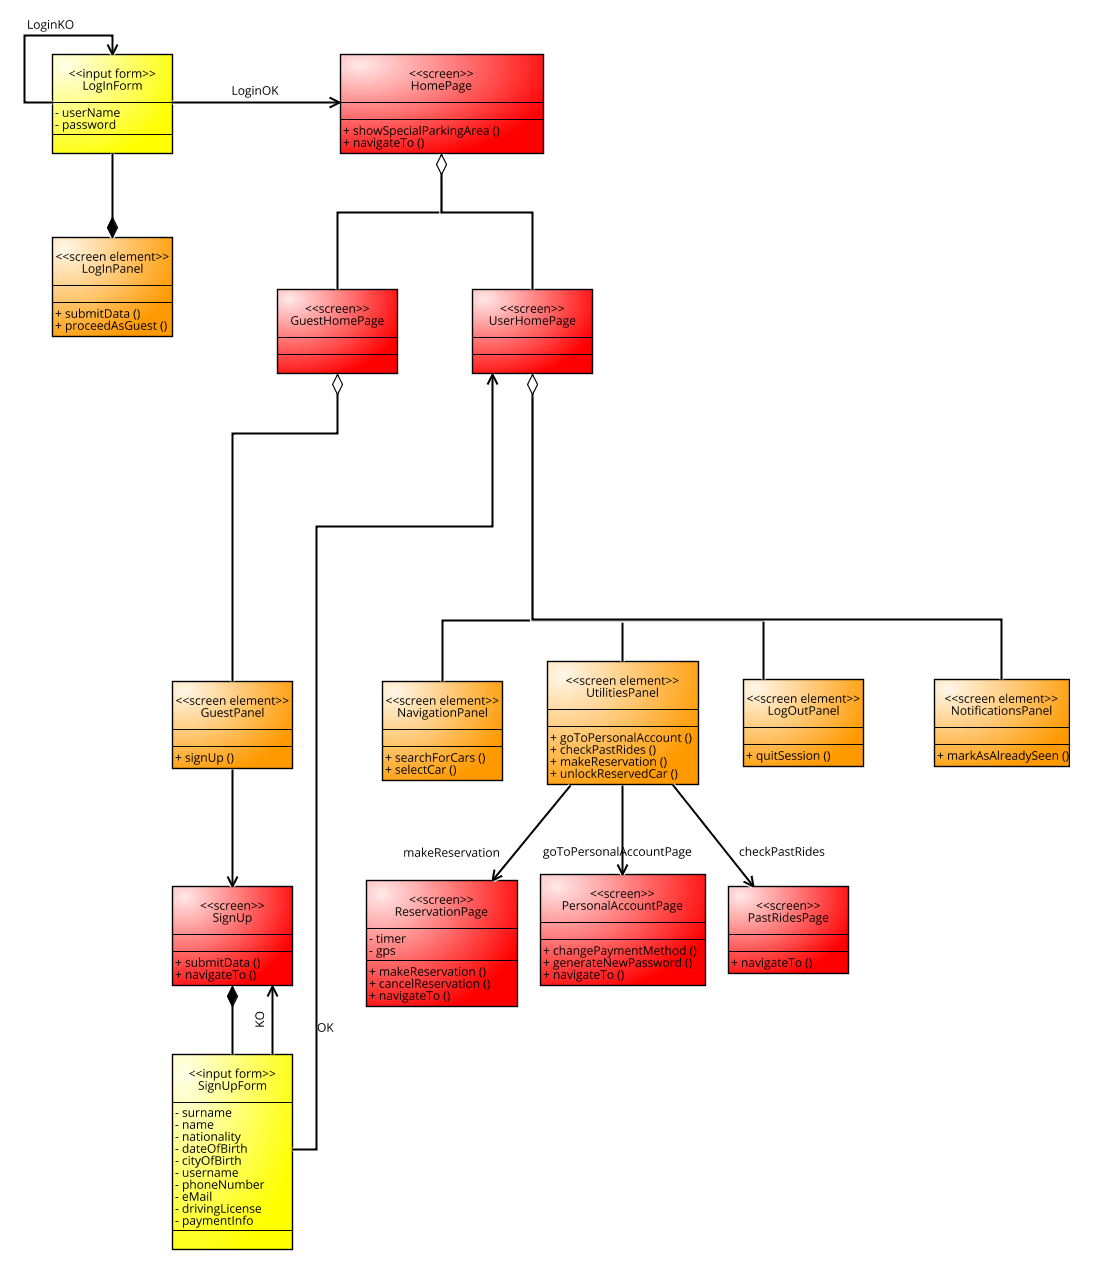 LoginKO
<<input form>>
LogInForm
- userName
- password
LoginOK
<<screen>>
HomePage
+ showSpecialParkingArea ()
+ navigateTo ()
<<screen element>>
LogInPanel
+ submitData ()
+ proceedAsGuest ()
<<screen>>
GuestHomePage
<<screen>>
UserHomePage
<<screen element>>
GuestPanel
+ signUp ()
<<screen element>>
NavigationPanel
+ searchForCars ()
+ selectCar ()
<<screen element>>
UtilitiesPanel
+ goToPersonalAccount ()
+ checkPastRides ()
+ makeReservation ()
+ unlockReservedCar ()
<<screen element>>
LogOutPanel
+ quitSession ()
<<screen element>>
NotificationsPanel
+ markAsAlreadySeen ()
makeReservation
goToPersonalAccountPage
checkPastRides
<<screen>>
SignUp
+ submitData ()
+ navigateTo ()
<<screen>>
ReservationPage
- timer
- gps
+ makeReservation ()
+ cancelReservation ()
+ navigateTo ()
<<screen>>
PersonalAccountPage
+ changePaymentMethod ()
+ generateNewPassword ()
+ navigateTo ()
<<screen>>
PastRidesPage
+ navigateTo ()
KO
OK
<<input form>>
SignUpForm
- surname
- name
- nationality
- dateOfBirth
- cityOfBirth
- username
- phoneNumber
- eMail
- drivingLicense
- paymentInfo